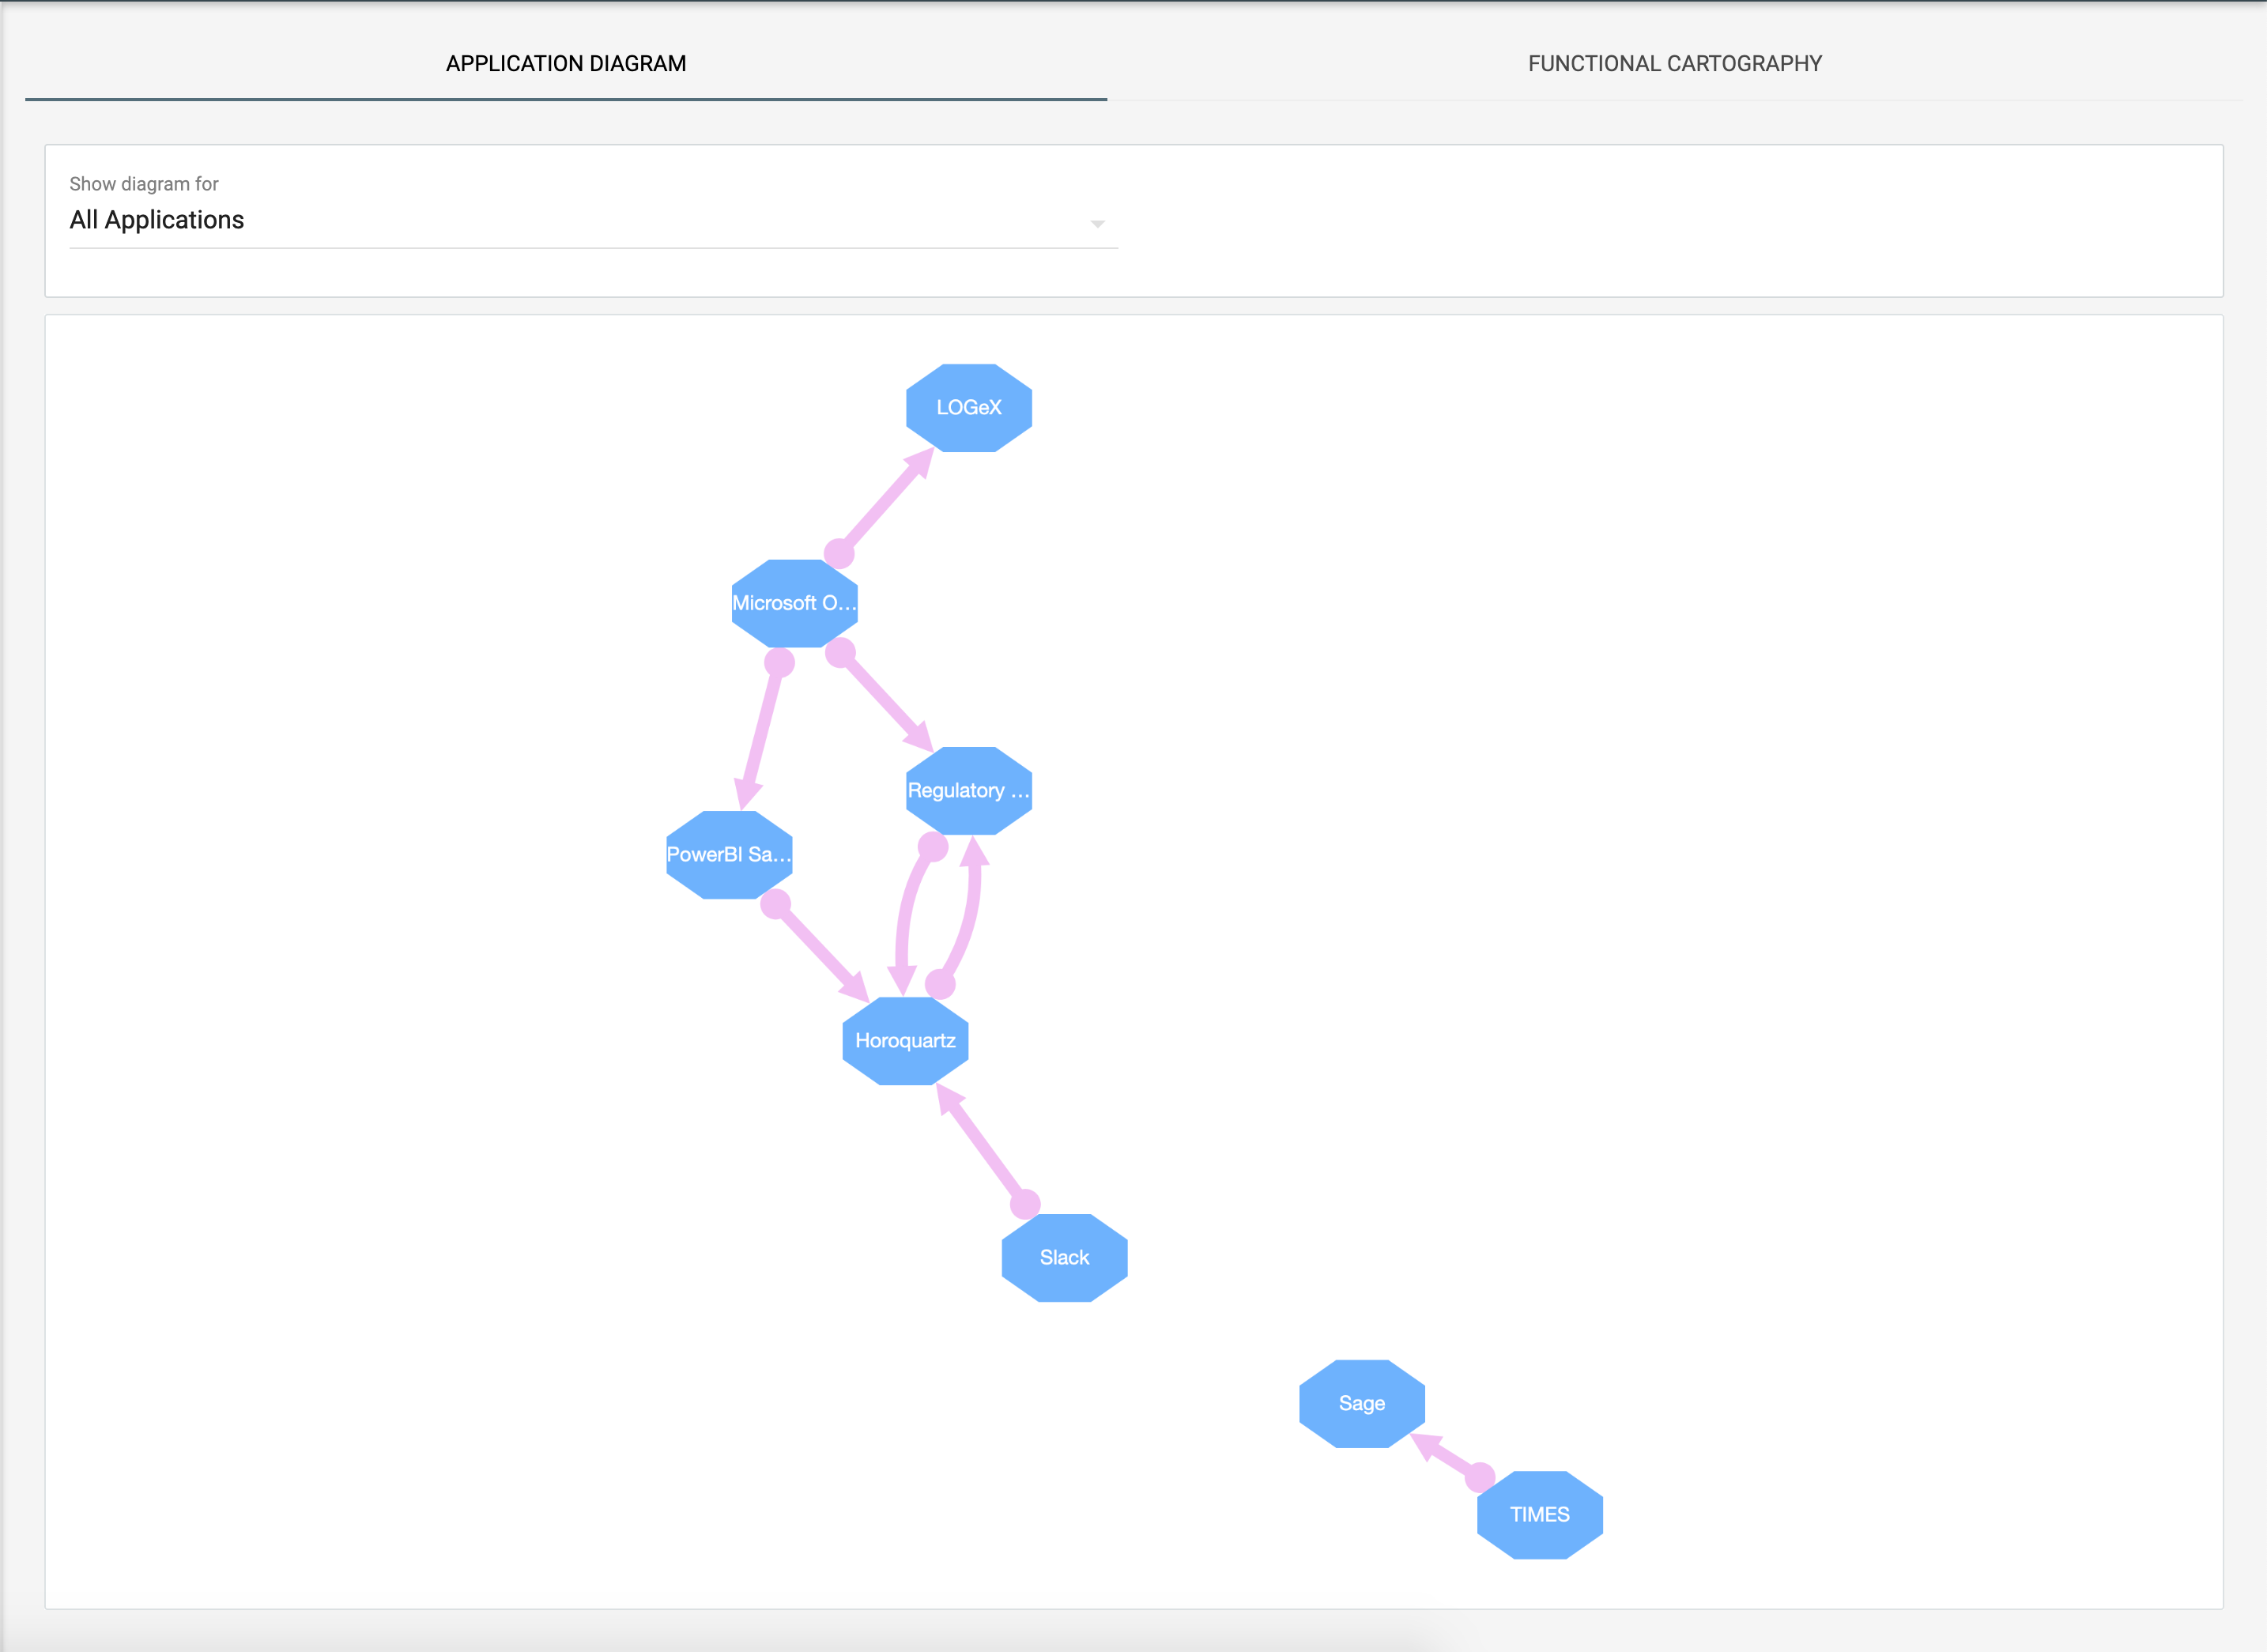 APPLICATION DIAGRAM
FUNCTIONAL CARTOGRAPHY
Show diagram for
All Applications
LOGeX
Microsoft O...
Regulatory ...
PowerBI Sa...
Horoquartz
Slack
Sage
TIMES